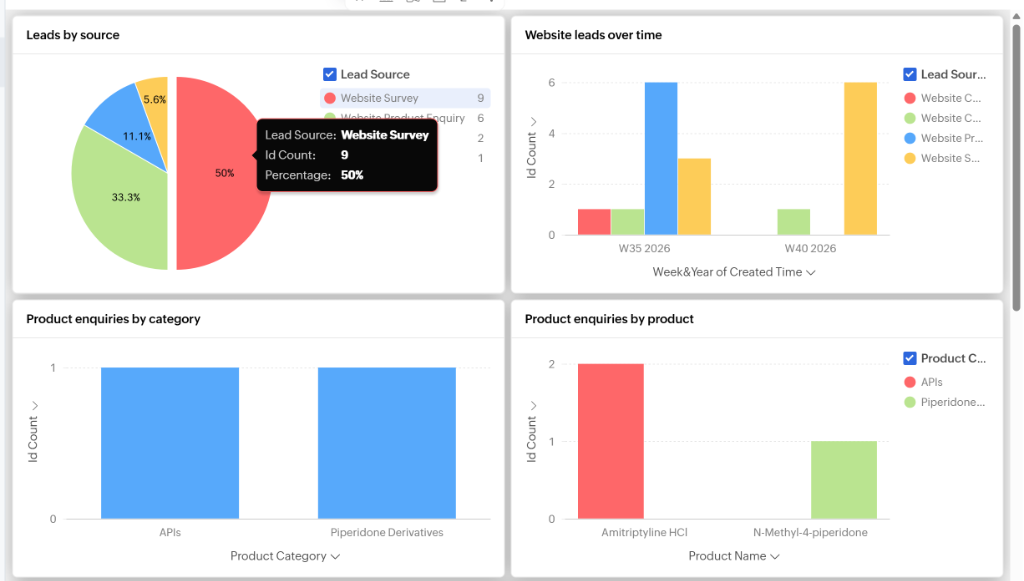 Leads by source
Lead Source
Website Survey 9
Website Product Enquiry 6
2
1
5.6%
11.1%
33.3%
50%
Lead Source: Website Survey
Id Count: 9
Percentage: 50%
Website leads over time
Id Count
6
4
2
0
W35 2026
W40 2026
Week&Year of Created Time
Lead Sour...
Website C...
Website C...
Website Pr...
Website S...
Product enquiries by category
Id Count
1
0
APIs
Piperidone Derivatives
Product Category
Product enquiries by product
Id Count
2
1
0
Amitriptyline HCl
N-Methyl-4-piperidone
Product Name
Product C...
APIs
Piperidone...